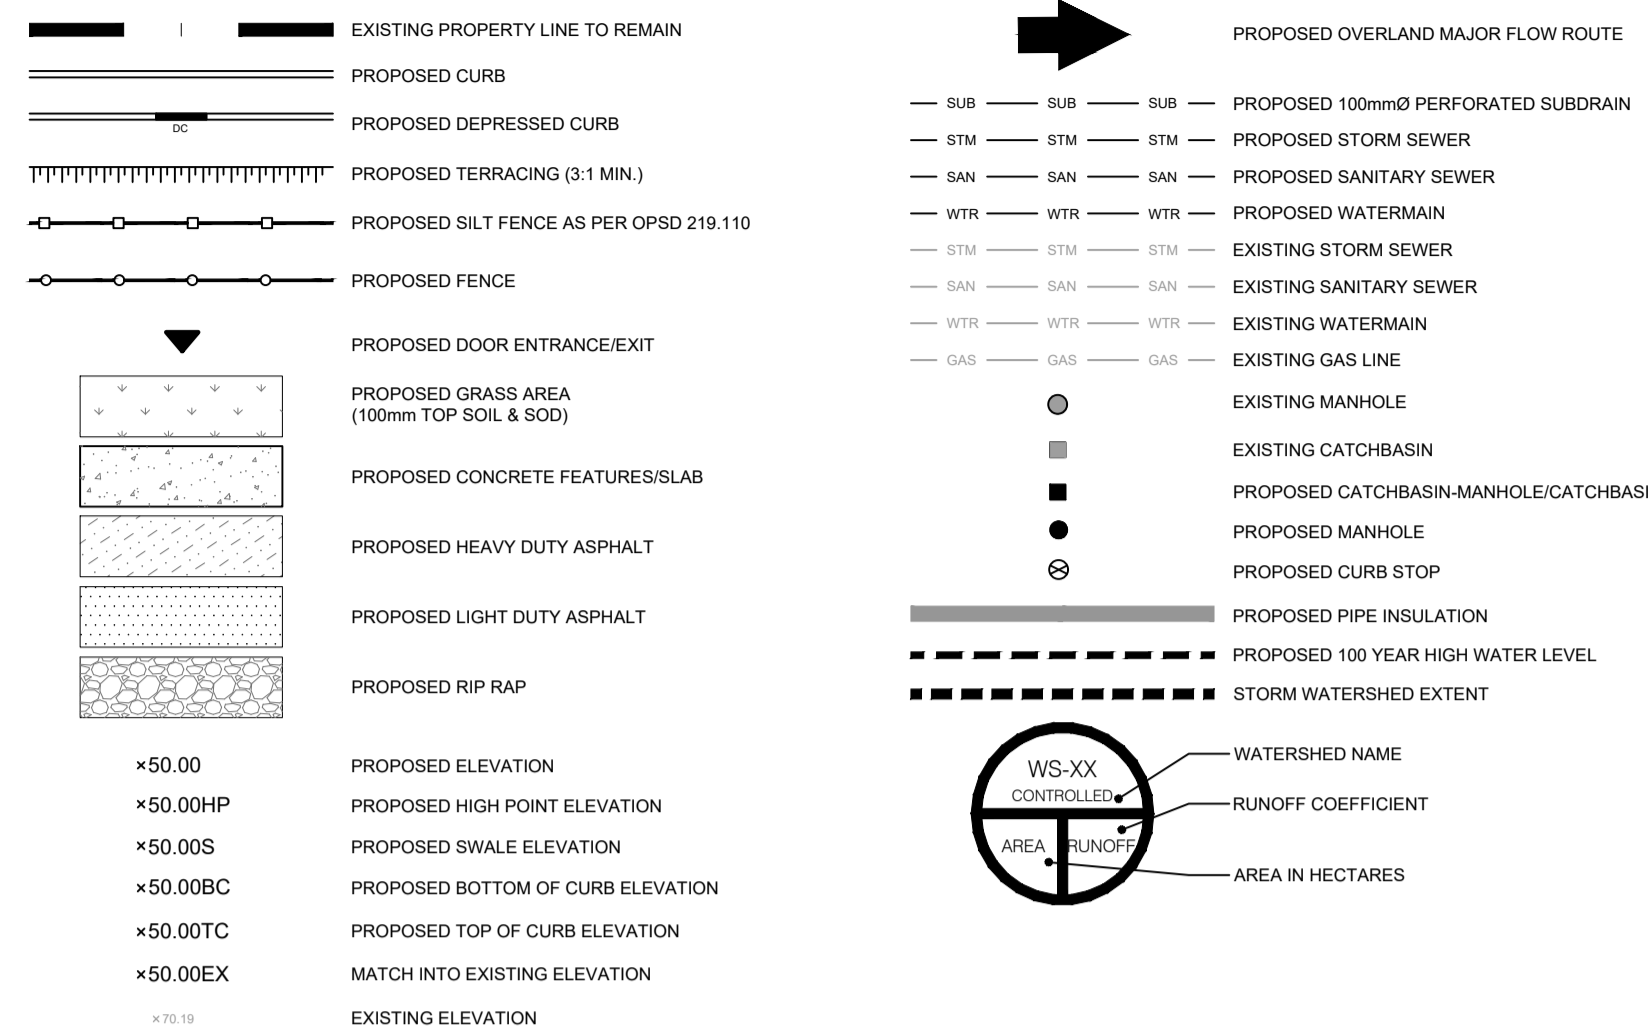 EXISTING PROPERTY LINE TO REMAIN
PROPOSED CURB
DC
PROPOSED DEPRESSED CURB
PROPOSED TERRACING (3:1 MIN.)
PROPOSED SILT FENCE AS PER OPSD 219.110
PROPOSED FENCE
PROPOSED DOOR ENTRANCE/EXIT
PROPOSED GRASS AREA
(100mm TOP SOIL & SOD)
PROPOSED CONCRETE FEATURES/SLAB
PROPOSED HEAVY DUTY ASPHALT
PROPOSED LIGHT DUTY ASPHALT
PROPOSED RIP RAP
×50.00 PROPOSED ELEVATION
×50.00HP PROPOSED HIGH POINT ELEVATION
×50.00S PROPOSED SWALE ELEVATION
×50.00BC PROPOSED BOTTOM OF CURB ELEVATION
×50.00TC PROPOSED TOP OF CURB ELEVATION
×50.00EX MATCH INTO EXISTING ELEVATION
×70.19 EXISTING ELEVATION
PROPOSED OVERLAND MAJOR FLOW ROUTE
SUB SUB SUB PROPOSED 100mmØ PERFORATED SUBDRAIN
STM STM STM PROPOSED STORM SEWER
SAN SAN SAN PROPOSED SANITARY SEWER
WTR WTR WTR PROPOSED WATERMAIN
STM STM STM EXISTING STORM SEWER
SAN SAN SAN EXISTING SANITARY SEWER
WTR WTR WTR EXISTING WATERMAIN
GAS GAS GAS EXISTING GAS LINE
EXISTING MANHOLE
EXISTING CATCHBASIN
PROPOSED CATCHBASIN-MANHOLE/CATCHBASI
PROPOSED MANHOLE
PROPOSED CURB STOP
PROPOSED PIPE INSULATION
PROPOSED 100 YEAR HIGH WATER LEVEL
STORM WATERSHED EXTENT
WS-XX
CONTROLLED
AREA RUNOFF
WATERSHED NAME
RUNOFF COEFFICIENT
AREA IN HECTARES